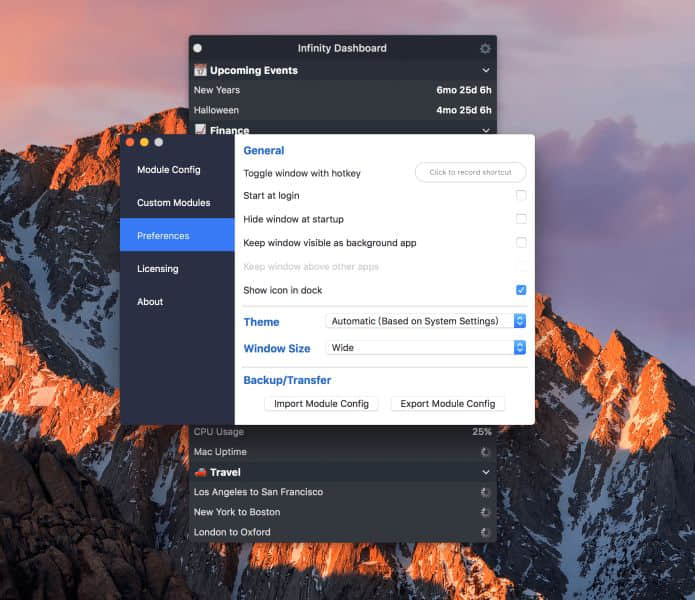 Infinity Dashboard
Upcoming Events
New Years 6mo 25d 6h
Halloween 4mo 25d 6h
Finance
Module Config
Custom Modules
Preferences
Licensing
About
General
Toggle window with hotkey Click to record shortcut
Start at login
Hide window at startup
Keep window visible as background app
Keep window above other apps
Show icon in dock
Theme Automatic (Based on System Settings)
Window Size Wide
Backup/Transfer
Import Module Config Export Module Config
CPU Usage 25%
Mac Uptime
Travel
Los Angeles to San Francisco
New York to Boston
London to Oxford